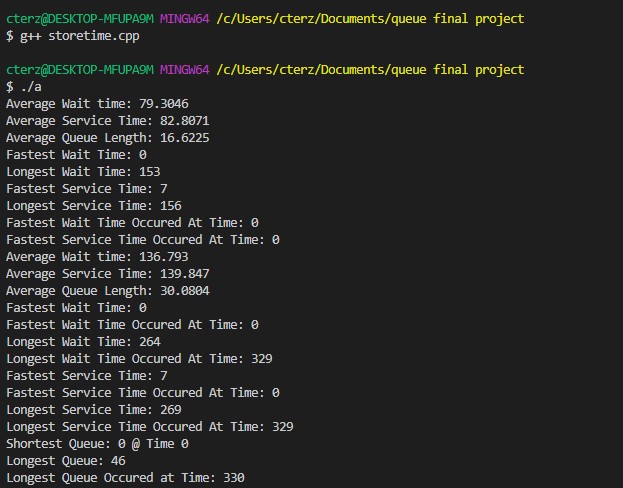 cterz@DESKTOP-MFUPA9M MINGW64 /c/Users/cterz/Documents/queue final project
$ g++ storetime.cpp
cterz@DESKTOP-MFUPA9M MINGW64 /c/Users/cterz/Documents/queue final project
$ ./a
Average Wait time: 79.3046
Average Service Time: 82.8071
Average Queue Length: 16.6225
Fastest Wait Time: 0
Longest Wait Time: 153
Fastest Service Time: 7
Longest Service Time: 156
Fastest Wait Time Occured At Time: 0
Fastest Service Time Occured At Time: 0
Average Wait time: 136.793
Average Service Time: 139.847
Average Queue Length: 30.0804
Fastest Wait Time: 0
Fastest Wait Time Occured At Time: 0
Longest Wait Time: 264
Longest Wait Time Occured At Time: 329
Fastest Service Time: 7
Fastest Service Time Occured At Time: 0
Longest Service Time: 269
Longest Service Time Occured At Time: 329
Shortest Queue: 0 @ Time 0
Longest Queue: 46
Longest Queue Occured at Time: 330